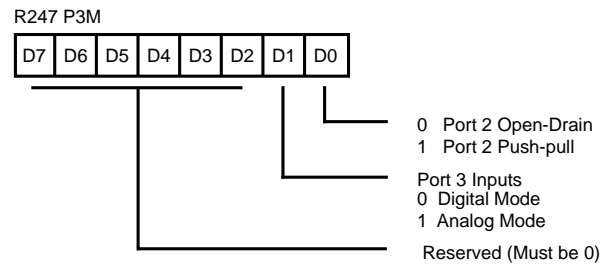 R247 P3M
D7 D6 D5 D4 D3 D2 D1 D0
0 Port 2 Open-Drain
1 Port 2 Push-pull
Port 3 Inputs
0 Digital Mode
1 Analog Mode
Reserved (Must be 0)